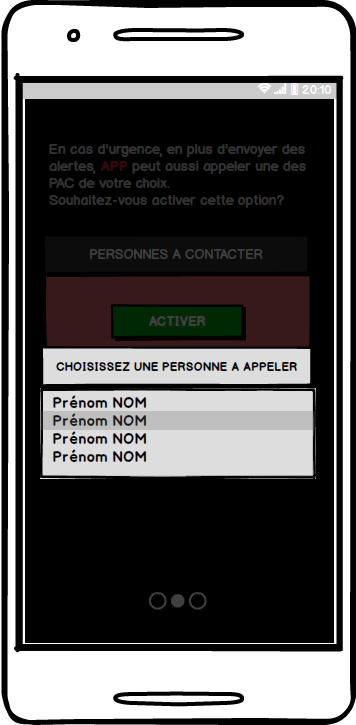 20:10
En cas d'urgence, en plus d'envoyer des
alertes, APP peut aussi appeler une des
PAC de votre choix.
Souhaitez-vous activer cette option?
PERSONNES A CONTACTER
ACTIVER
CHOISISSEZ UNE PERSONNE A APPELER
Prénom NOM
Prénom NOM
Prénom NOM
Prénom NOM